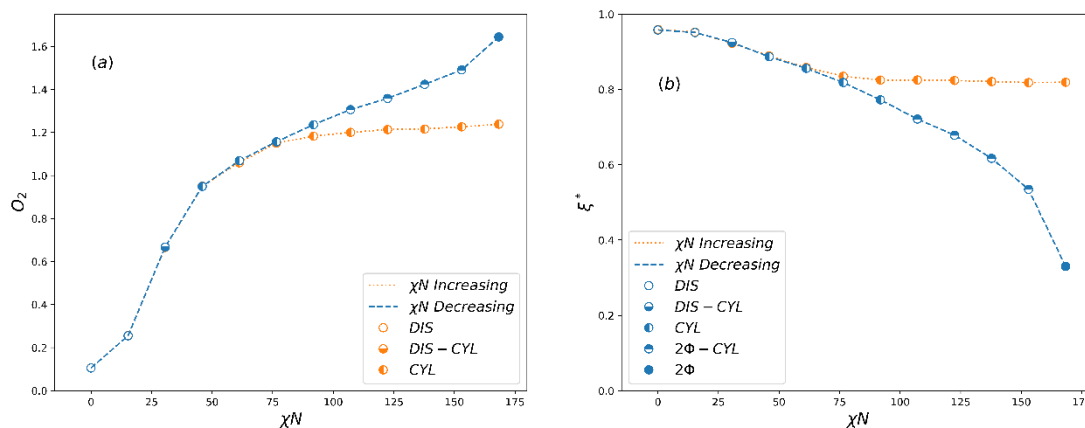 (a)
O₂
1.6
1.4
1.2
1.0
0.8
0.6
0.4
0.2
0.0
0 25 50 75 100 125 150 175
χN
χN Increasing
χN Decreasing
DIS
DIS − CYL
CYL
(b)
ξ*
1.0
0.8
0.6
0.4
0.2
0.0
0 25 50 75 100 125 150 175
χN
χN Increasing
χN Decreasing
DIS
DIS − CYL
CYL
2Φ − CYL
2Φ